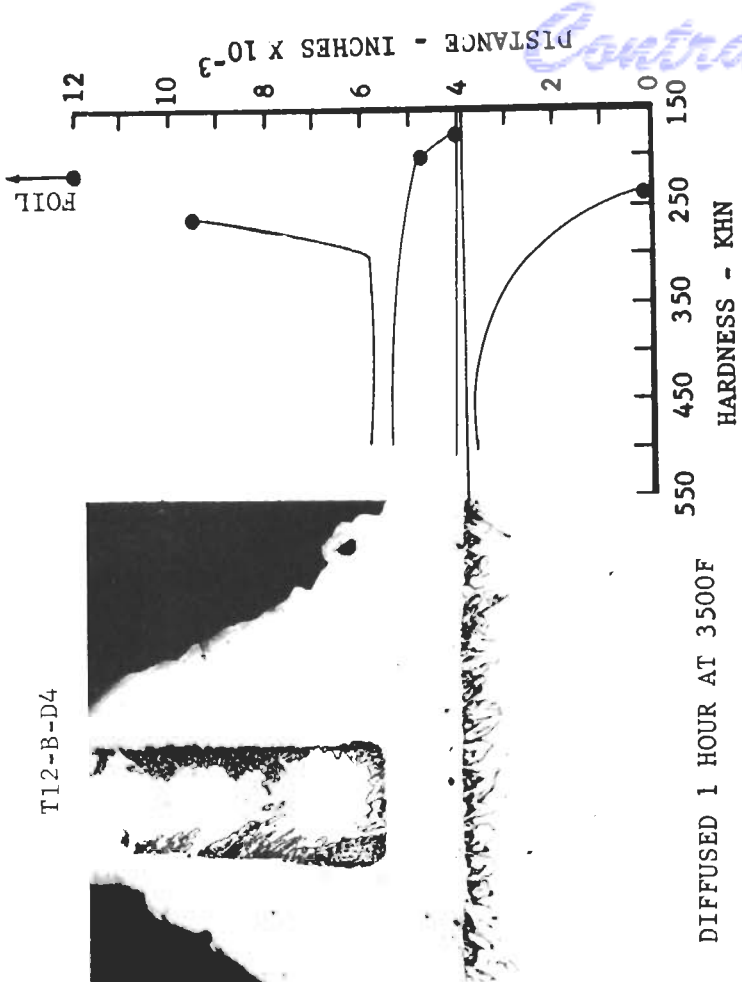 T12-B-D4
FOIL
DISTANCE - INCHES X 10-3
12
10
8
6
4
2
0
150
250
350
450
550
HARDNESS - KHN
DIFFUSED 1 HOUR AT 3500F